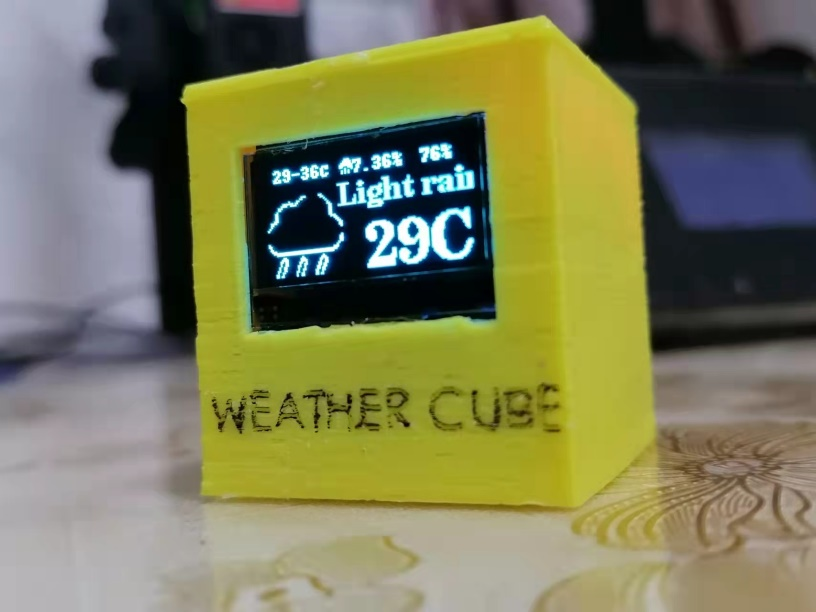 29-36C 7.36% 76%
Light rain
29C
WEATHER CUBE